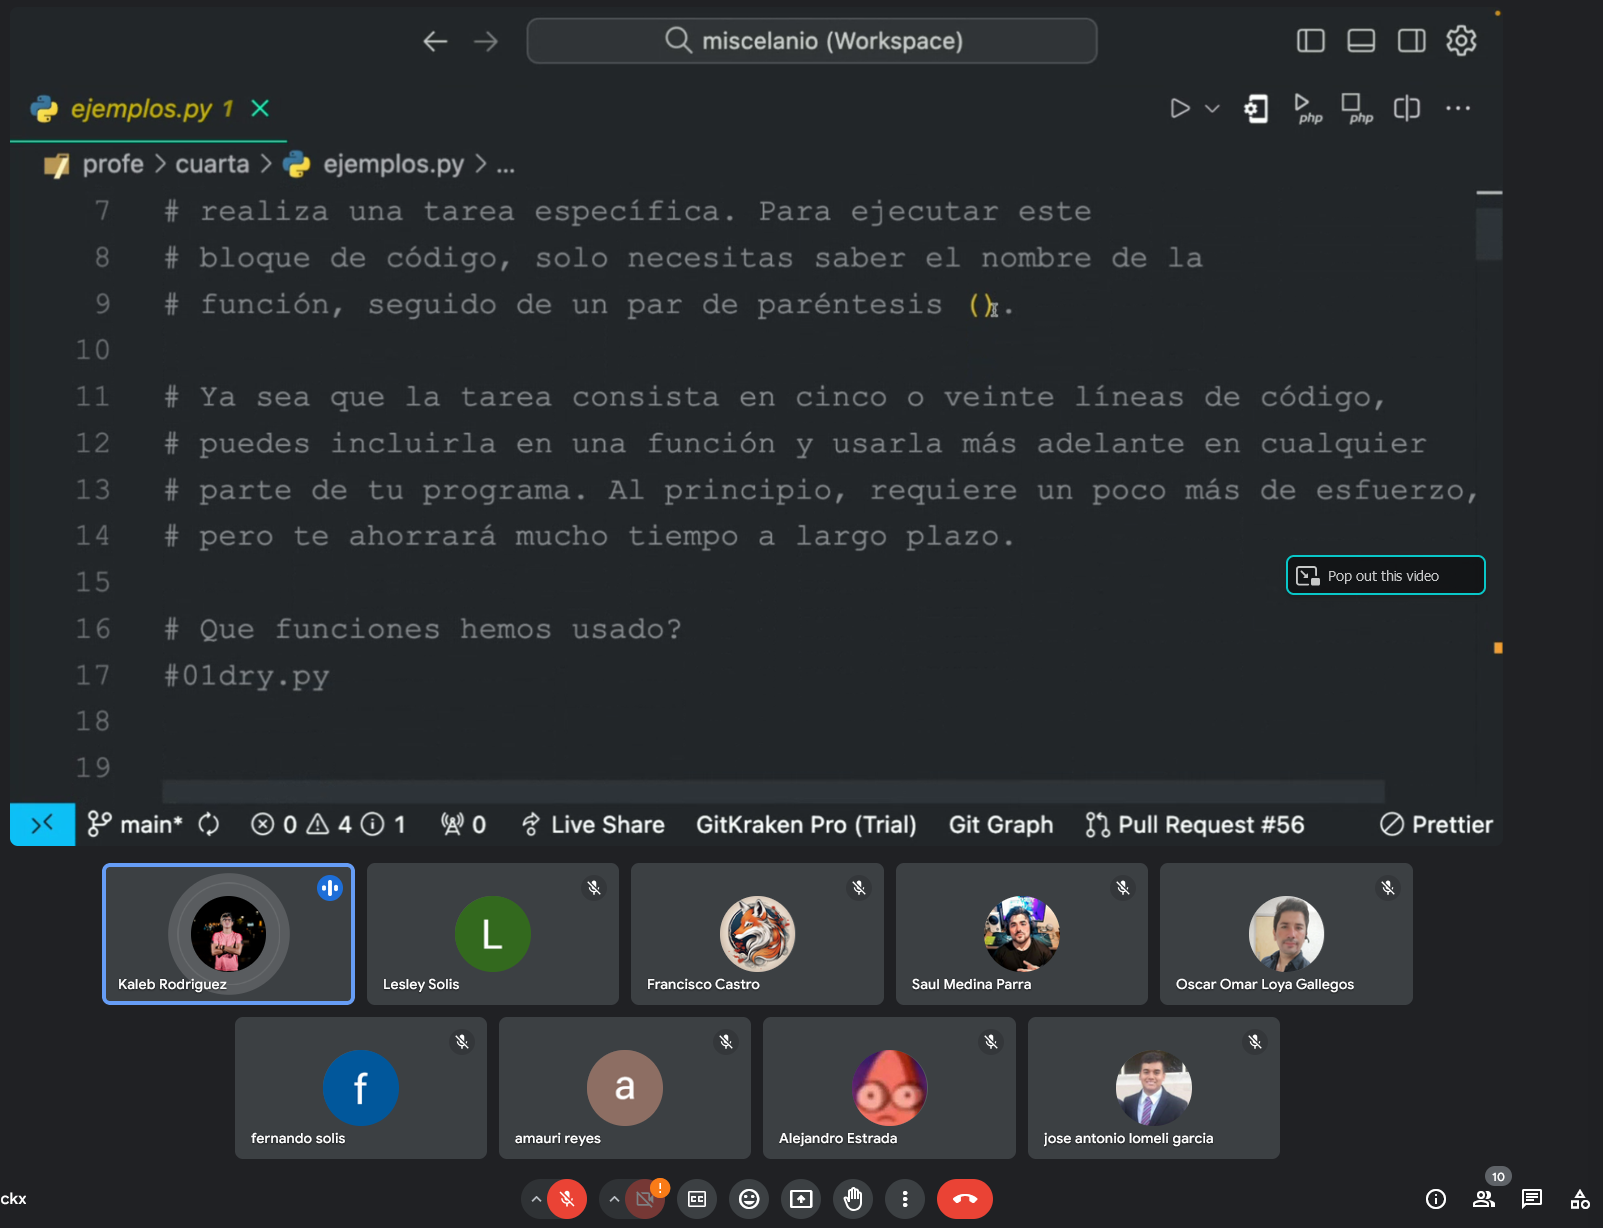 miscelanio (Workspace)
ejemplos.py 1
php
php
profe > cuarta > ejemplos.py > ...
7 # realiza una tarea específica. Para ejecutar este
8 # bloque de código, solo necesitas saber el nombre de la
9 # función, seguido de un par de paréntesis ().
10
11 # Ya sea que la tarea consista en cinco o veinte líneas de código,
12 # puedes incluirla en una función y usarla más adelante en cualquier
13 # parte de tu programa. Al principio, requiere un poco más de esfuerzo,
14 # pero te ahorrará mucho tiempo a largo plazo.
Pop out this video
15
16 # Que funciones hemos usado?
17 #01dry.py
18
19
main* 0 4 1 0 Live Share GitKraken Pro (Trial) Git Graph Pull Request #56 Prettier
L
Kaleb Rodriguez
Lesley Solis
Francisco Castro
Saul Medina Parra
Oscar Omar Loya Gallegos
f
a
fernando solis
amauri reyes
Alejandro Estrada
jose antonio lomeli garcia
ckx
!
CC
10